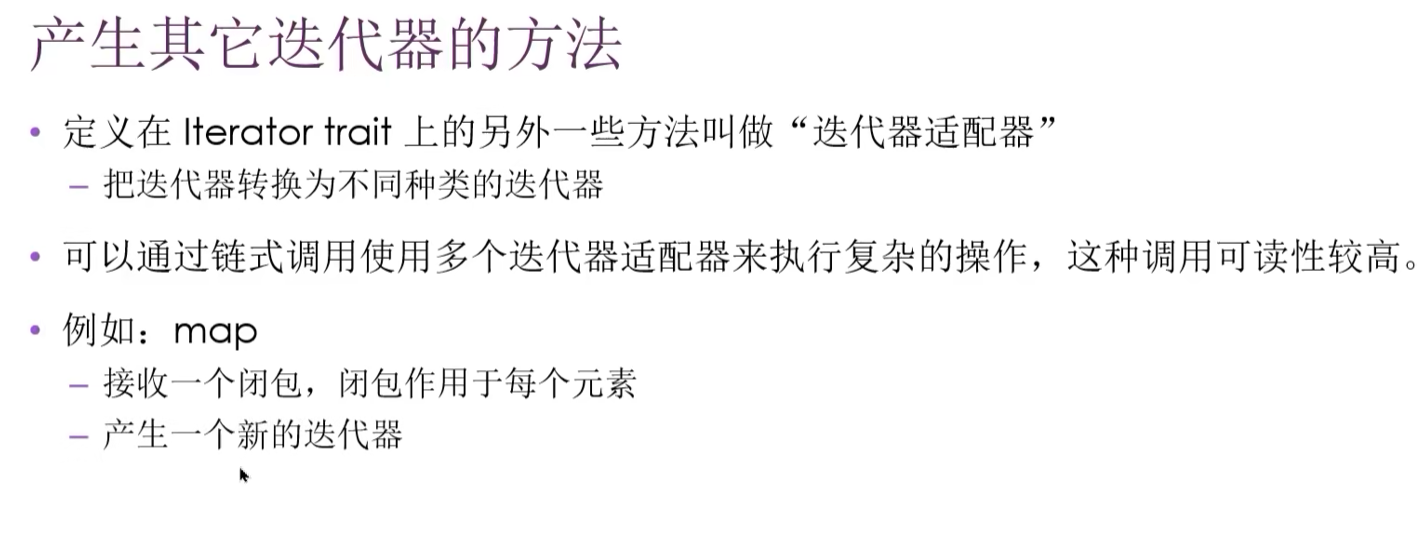 产生其它迭代器的方法
• 定义在 Iterator trait 上的另外一些方法叫做“迭代器适配器”
– 把迭代器转换为不同种类的迭代器
• 可以通过链式调用使用多个迭代器适配器来执行复杂的操作，这种调用可读性较高。
• 例如：map
– 接收一个闭包，闭包作用于每个元素
– 产生一个新的迭代器